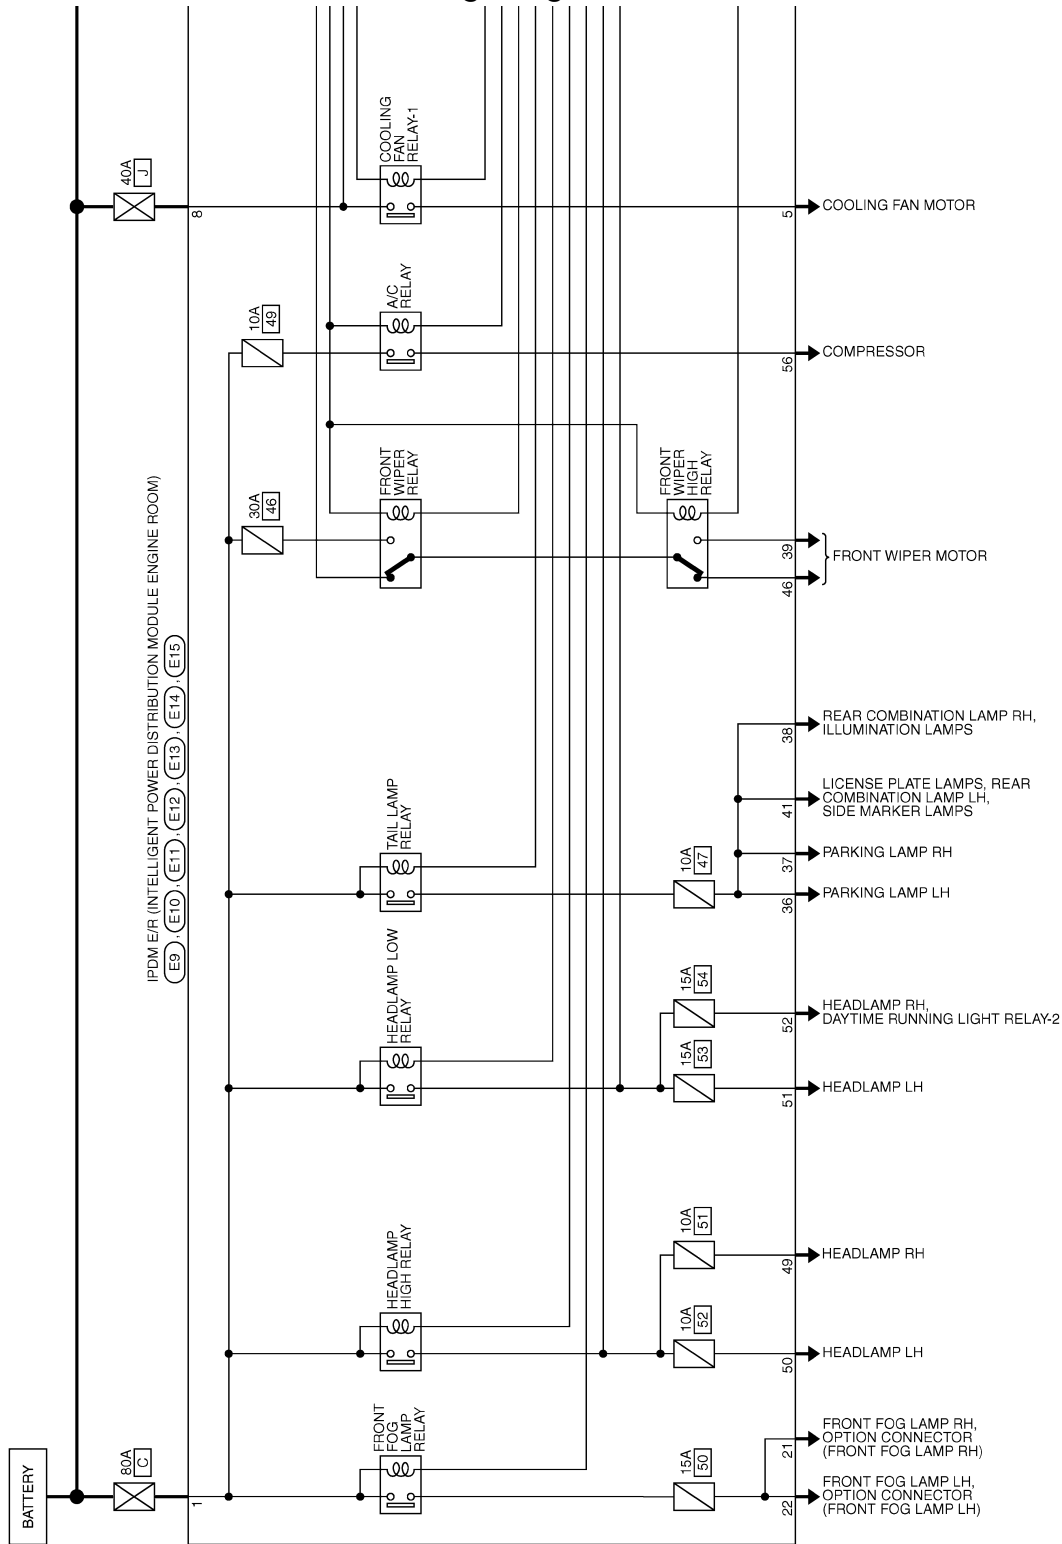 40A
J
8
COOLING
FAN
RELAY-1
5
COOLING FAN MOTOR
10A
49
A/C
RELAY
56
COMPRESSOR
IPDM E/R (INTELLIGENT POWER DISTRIBUTION MODULE ENGINE ROOM)
E9 , E10 , E11 , E12 , E13 , E14 , E15
30A
46
FRONT
WIPER
RELAY
FRONT
WIPER
HIGH
RELAY
39
46
FRONT WIPER MOTOR
TAIL LAMP
RELAY
10A
47
38
REAR COMBINATION LAMP RH,
ILLUMINATION LAMPS
41
LICENSE PLATE LAMPS, REAR
COMBINATION LAMP LH,
SIDE MARKER LAMPS
37
PARKING LAMP RH
36
PARKING LAMP LH
HEADLAMP LOW
RELAY
15A
54
52
HEADLAMP RH,
DAYTIME RUNNING LIGHT RELAY-2
15A
53
51
HEADLAMP LH
HEADLAMP
HIGH RELAY
10A
51
49
HEADLAMP RH
10A
52
50
HEADLAMP LH
BATTERY
80A
C
1
FRONT
FOG
LAMP
RELAY
15A
50
21
FRONT FOG LAMP RH,
OPTION CONNECTOR
(FRONT FOG LAMP RH)
22
FRONT FOG LAMP LH,
OPTION CONNECTOR
(FRONT FOG LAMP LH)